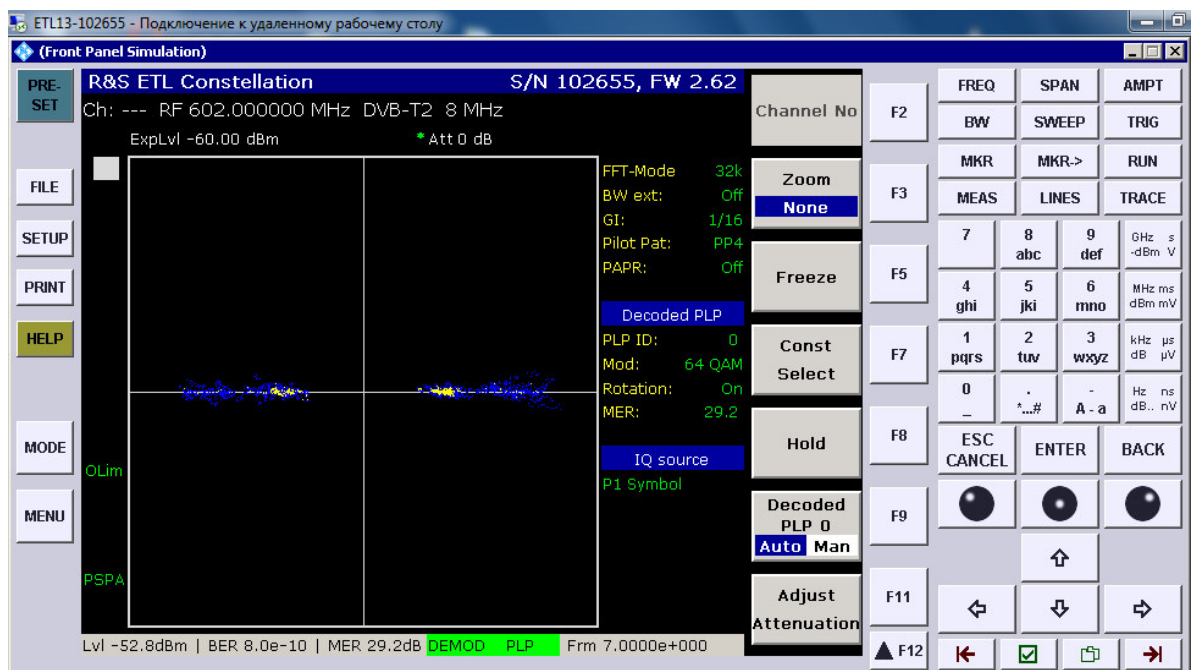 ETL13-102655 - Подключение к удаленному рабочему столу
(Front Panel Simulation)
PRE-
SET
FILE
SETUP
PRINT
HELP
MODE
MENU
R&S ETL Constellation S/N 102655, FW 2.62
Ch: --- RF 602.000000 MHz DVB-T2 8 MHz
ExpLvl -60.00 dBm * Att 0 dB
OLim
PSPA
FFT-Mode 32k
BW ext: Off
GI: 1/16
Pilot Pat: PP4
PAPR: Off
Decoded PLP
PLP ID: 0
Mod: 64 QAM
Rotation: On
MER: 29.2
IQ source
P1 Symbol
Lvl -52.8dBm | BER 8.0e-10 | MER 29.2dB DEMOD PLP Frm 7.0000e+000
Channel No
Zoom
None
Freeze
Const
Select
Hold
Decoded
PLP 0
Auto Man
Adjust
Attenuation
F2
F3
F5
F7
F8
F9
F11
F12
FREQ SPAN AMPT
BW SWEEP TRIG
MKR MKR-> RUN
MEAS LINES TRACE
7 8 9 GHz s
abc def -dBm V
4 5 6 MHz ms
ghi jki mno dBm mV
1 2 3 kHz µs
pqrs tuv wxyz dB µV
0 . - Hz ns
_ *...# A - a dB.. nV
ESC
CANCEL ENTER BACK